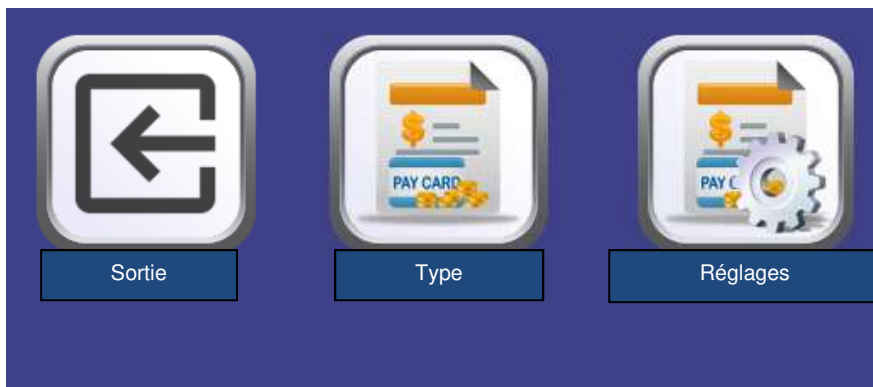 PAY CARD
PAY C
Sortie
Type
Réglages